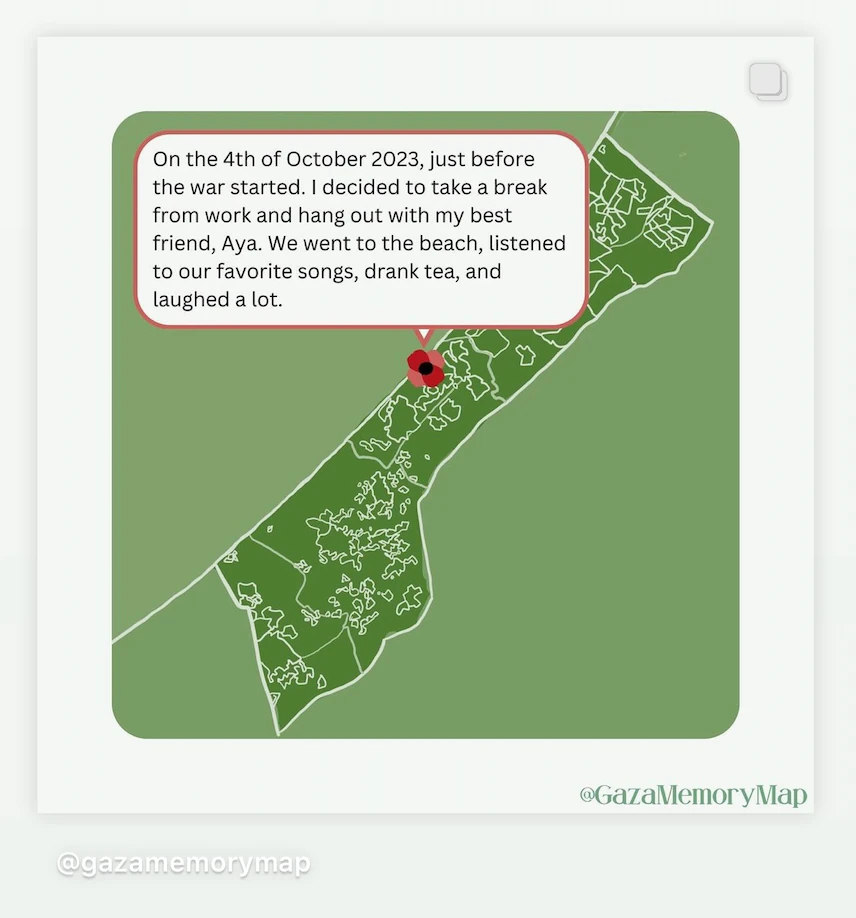 On the 4th of October 2023, just before
the war started. I decided to take a break
from work and hang out with my best
friend, Aya. We went to the beach, listened
to our favorite songs, drank tea, and
laughed a lot.
@GazaMemoryMap
@gazamemorymap